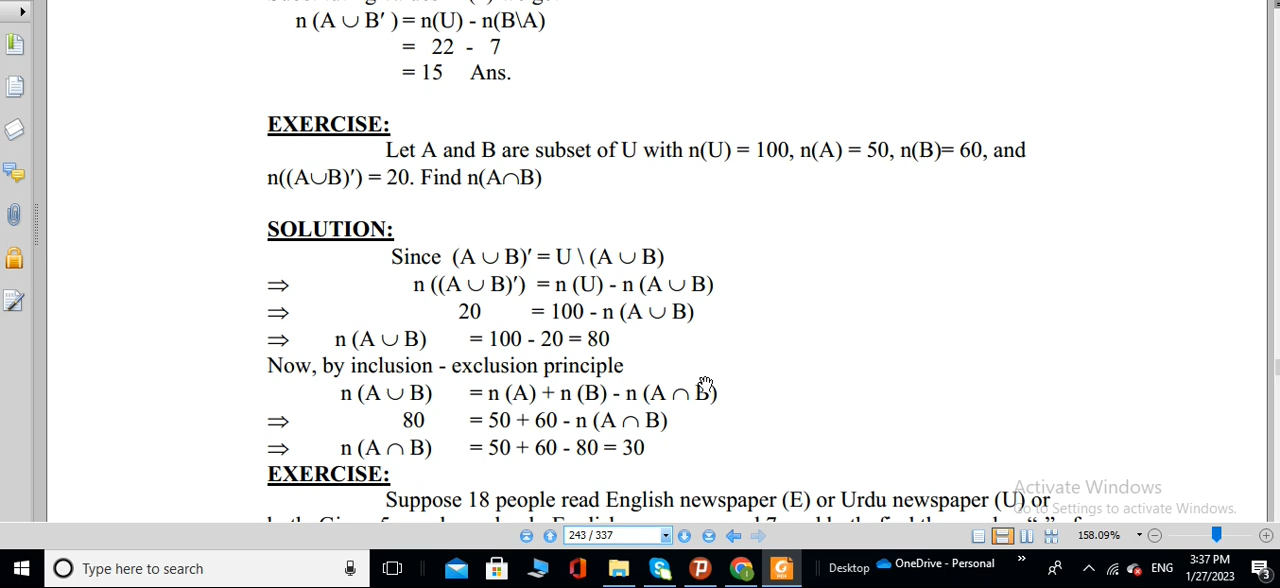 n (A ∪ B′ ) = n(U) - n(B\A)
= 22 - 7
= 15 Ans.
EXERCISE:
Let A and B are subset of U with n(U) = 100, n(A) = 50, n(B)= 60, and
n((A∪B)′) = 20. Find n(A∩B)
SOLUTION:
Since (A ∪ B)′ = U \ (A ∪ B)
⇒ n ((A ∪ B)′) = n (U) - n (A ∪ B)
⇒ 20 = 100 - n (A ∪ B)
⇒ n (A ∪ B) = 100 - 20 = 80
Now, by inclusion - exclusion principle
n (A ∪ B) = n (A) + n (B) - n (A ∩ B)
⇒ 80 = 50 + 60 - n (A ∩ B)
⇒ n (A ∩ B) = 50 + 60 - 80 = 30
EXERCISE:
Suppose 18 people read English newspaper (E) or Urdu newspaper (U) or
Activate Windows
Go to Settings to activate Windows.
243 / 337
158.09%
Type here to search
Desktop
OneDrive - Personal
»
ENG
3:37 PM
1/27/2023
3